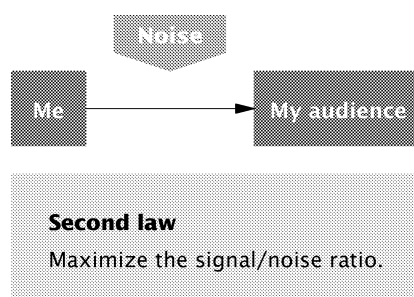 Noise
Me
My audience
Second law
Maximize the signal/noise ratio.